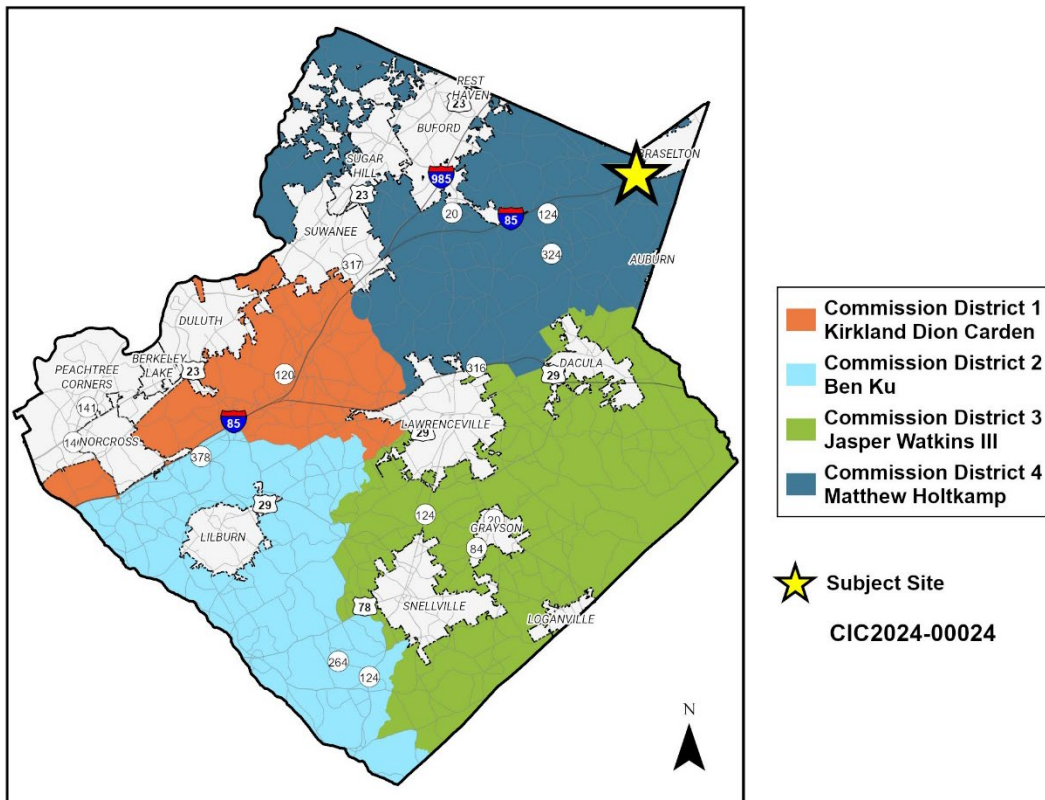 REST
HAVEN
23
BUFORD
BRASELTON
SUGAR
HILL
985
23
20
85
124
SUWANEE
324
317
AUBURN
DULUTH
BERKELEY
LAKE
23
PEACHTREE
CORNERS
141
120
316
29
DACULA
NORCROSS
85
LAWRENCEVILLE
29
378
29
LILBURN
124
20
GRAYSON
84
78
SNELLVILLE
LOGANVILLE
264
124
N
Commission District 1
Kirkland Dion Carden
Commission District 2
Ben Ku
Commission District 3
Jasper Watkins III
Commission District 4
Matthew Holtkamp
Subject Site
CIC2024-00024